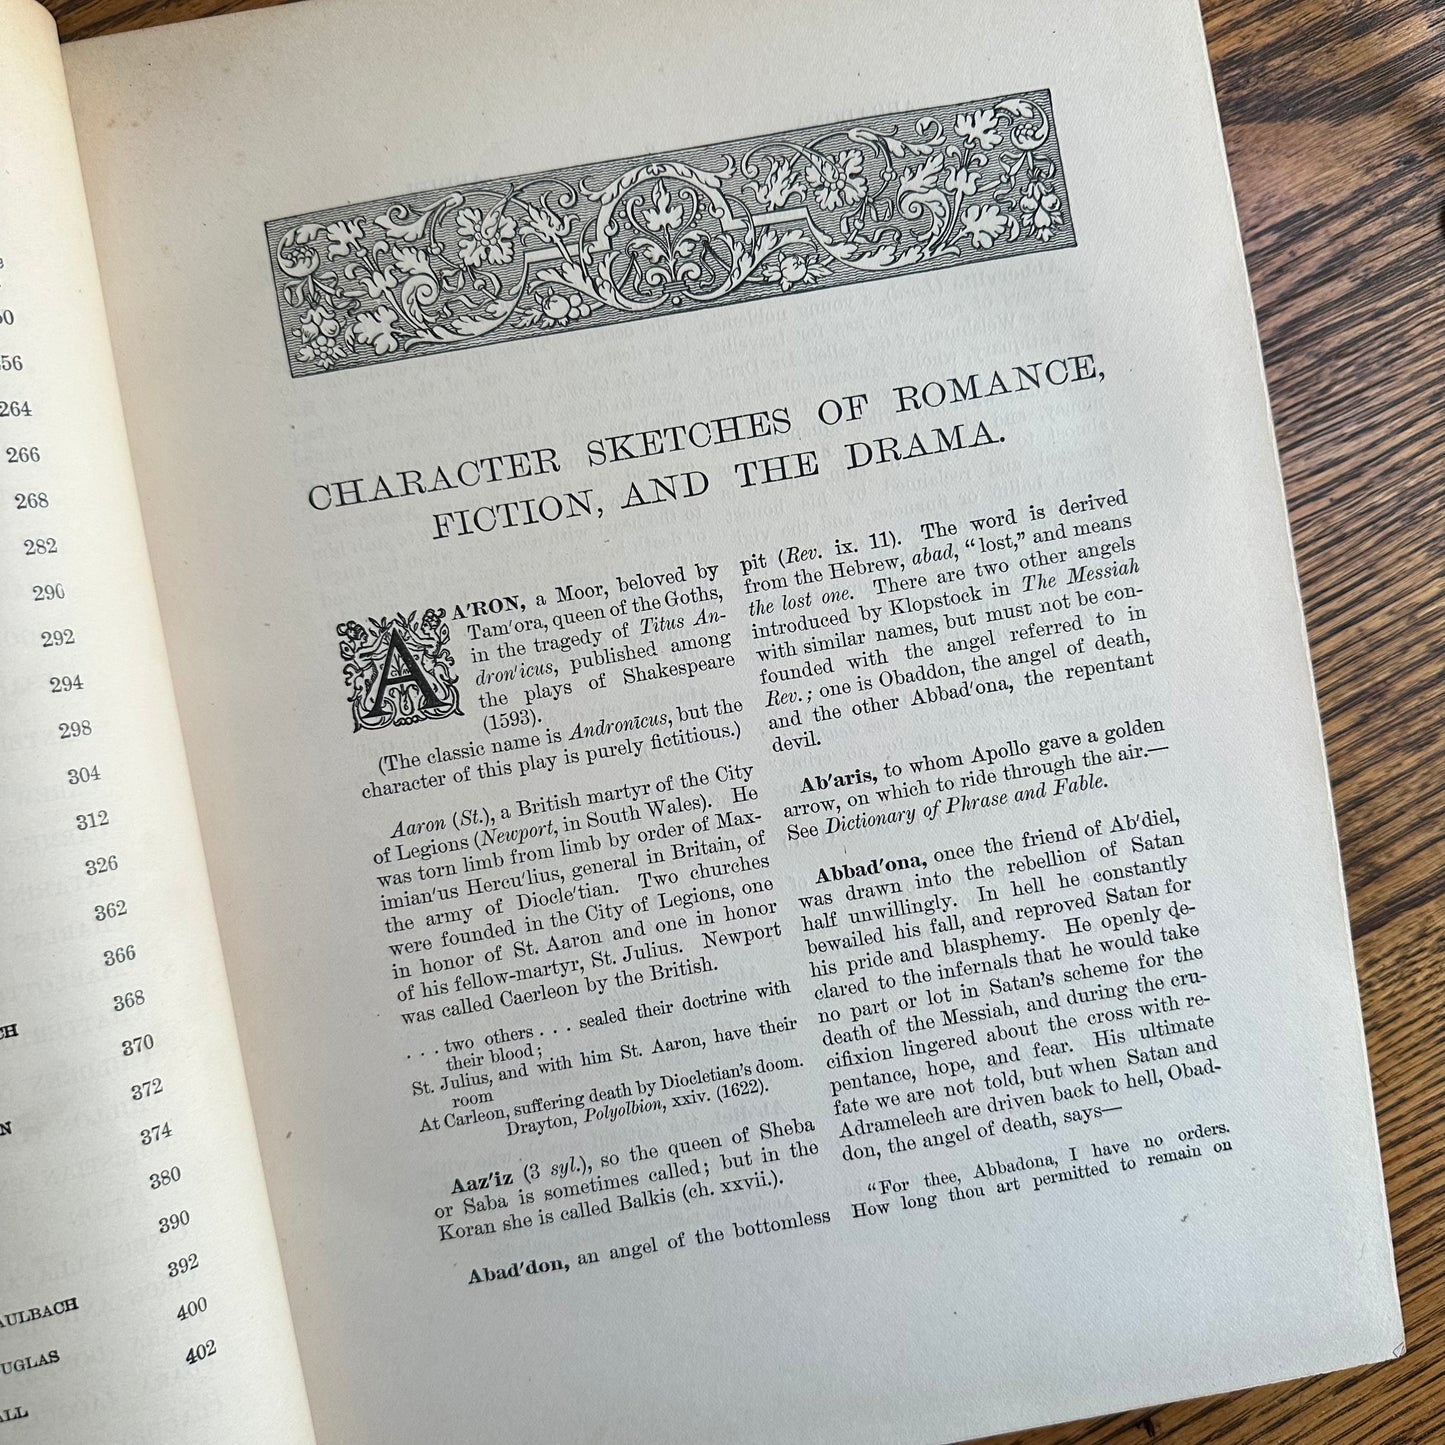 50
256
264
266
268
282
290
292
294
298
304
312
326
362
366
368
CH
370
372
N
374
380
390
392
AULBACH
400
UGLAS
402
ALL
CHARACTER SKETCHES OF ROMANCE,
FICTION, AND THE DRAMA.
AA'RON, a Moor, beloved by
Tam'ora, queen of the Goths,
in the tragedy of Titus An-
dron'icus, published among
the plays of Shakespeare
(1593).
(The classic name is Andronīcus, but the
character of this play is purely fictitious.)
Aaron (St.), a British martyr of the City
of Legions (Newport, in South Wales). He
was torn limb from limb by order of Max-
imian'us Hercu'lius, general in Britain, of
the army of Diocle'tian. Two churches
were founded in the City of Legions, one
in honor of St. Aaron and one in honor
of his fellow-martyr, St. Julius. Newport
was called Caerleon by the British.
. . . two others . . . sealed their doctrine with
their blood;
St. Julius, and with him St. Aaron, have their
room
At Carleon, suffering death by Diocletian's doom.
Drayton, Polyolbion, xxiv. (1622).
Aaz'iz (3 syl.), so the queen of Sheba
or Saba is sometimes called; but in the
Koran she is called Balkis (ch. xxvii.).
Abad'don, an angel of the bottomless
pit (Rev. ix. 11). The word is derived
from the Hebrew, abad, "lost," and means
the lost one. There are two other angels
introduced by Klopstock in The Messiah
with similar names, but must not be con-
founded with the angel referred to in
Rev.; one is Obaddon, the angel of death,
and the other Abbad'ona, the repentant
devil.
Ab'aris, to whom Apollo gave a golden
arrow, on which to ride through the air.—
See Dictionary of Phrase and Fable.
Abbad'ona, once the friend of Ab'diel,
was drawn into the rebellion of Satan
half unwillingly. In hell he constantly
bewailed his fall, and reproved Satan for
his pride and blasphemy. He openly de-
clared to the infernals that he would take
no part or lot in Satan's scheme for the
death of the Messiah, and during the cru-
cifixion lingered about the cross with re-
pentance, hope, and fear. His ultimate
fate we are not told, but when Satan and
Adramelech are driven back to hell, Obad-
don, the angel of death, says—
"For thee, Abbadona, I have no orders.
How long thou art permitted to remain on